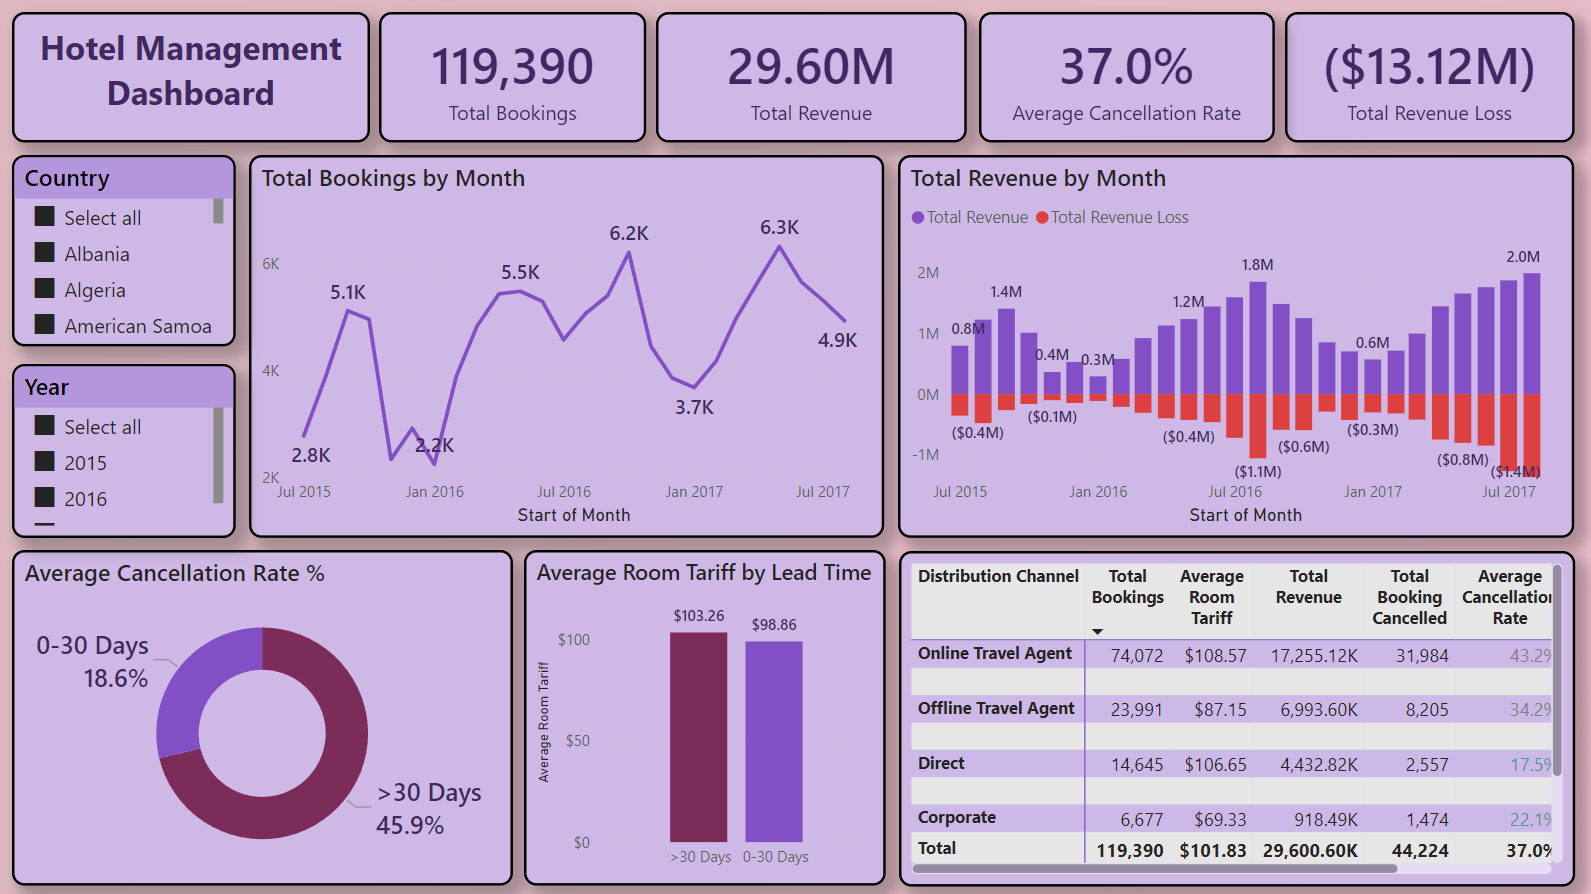 Hotel Management
Dashboard
119,390
Total Bookings
29.60M
Total Revenue
37.0%
Average Cancellation Rate
($13.12M)
Total Revenue Loss
Country
Select all
Albania
Algeria
American Samoa
Year
Select all
2015
2016
Total Bookings by Month
6K
4K
2K
2.8K
5.1K
2.2K
5.5K
6.2K
3.7K
6.3K
4.9K
Jul 2015 Jan 2016 Jul 2016 Jan 2017 Jul 2017
Start of Month
Total Revenue by Month
Total Revenue Total Revenue Loss
2M
1M
0M
-1M
0.8M 1.4M 0.4M 0.3M 1.2M 1.8M 0.6M 2.0M
($0.4M) ($0.1M) ($0.4M) ($1.1M) ($0.6M) ($0.3M) ($0.8M) ($1.4M)
Jul 2015 Jan 2016 Jul 2016 Jan 2017 Jul 2017
Start of Month
Average Cancellation Rate %
0-30 Days
18.6%
>30 Days
45.9%
Average Room Tariff by Lead Time
Average Room Tariff
$100
$50
$0
$103.26 $98.86
>30 Days 0-30 Days
Distribution Channel Total Average Total Total Average
Bookings Room Revenue Booking Cancellation
Tariff Cancelled Rate
Online Travel Agent 74,072 $108.57 17,255.12K 31,984 43.2%
Offline Travel Agent 23,991 $87.15 6,993.60K 8,205 34.2%
Direct 14,645 $106.65 4,432.82K 2,557 17.5%
Corporate 6,677 $69.33 918.49K 1,474 22.1%
Total 119,390 $101.83 29,600.60K 44,224 37.0%